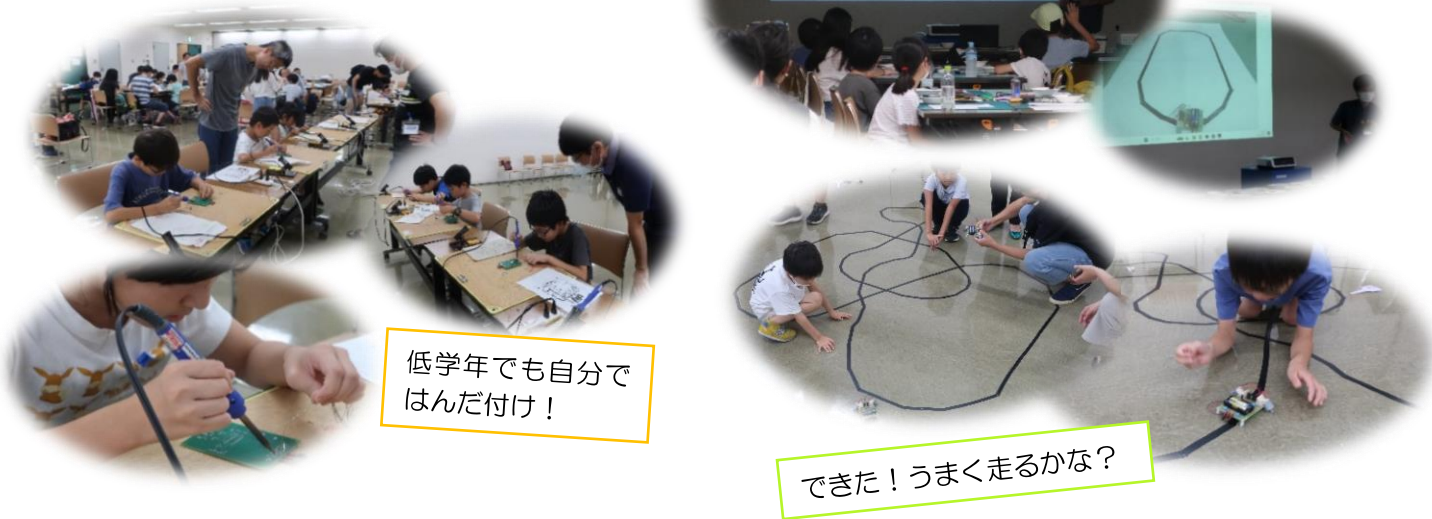 低学年でも自分で
はんだ付け！
できた！うまく走るかな？